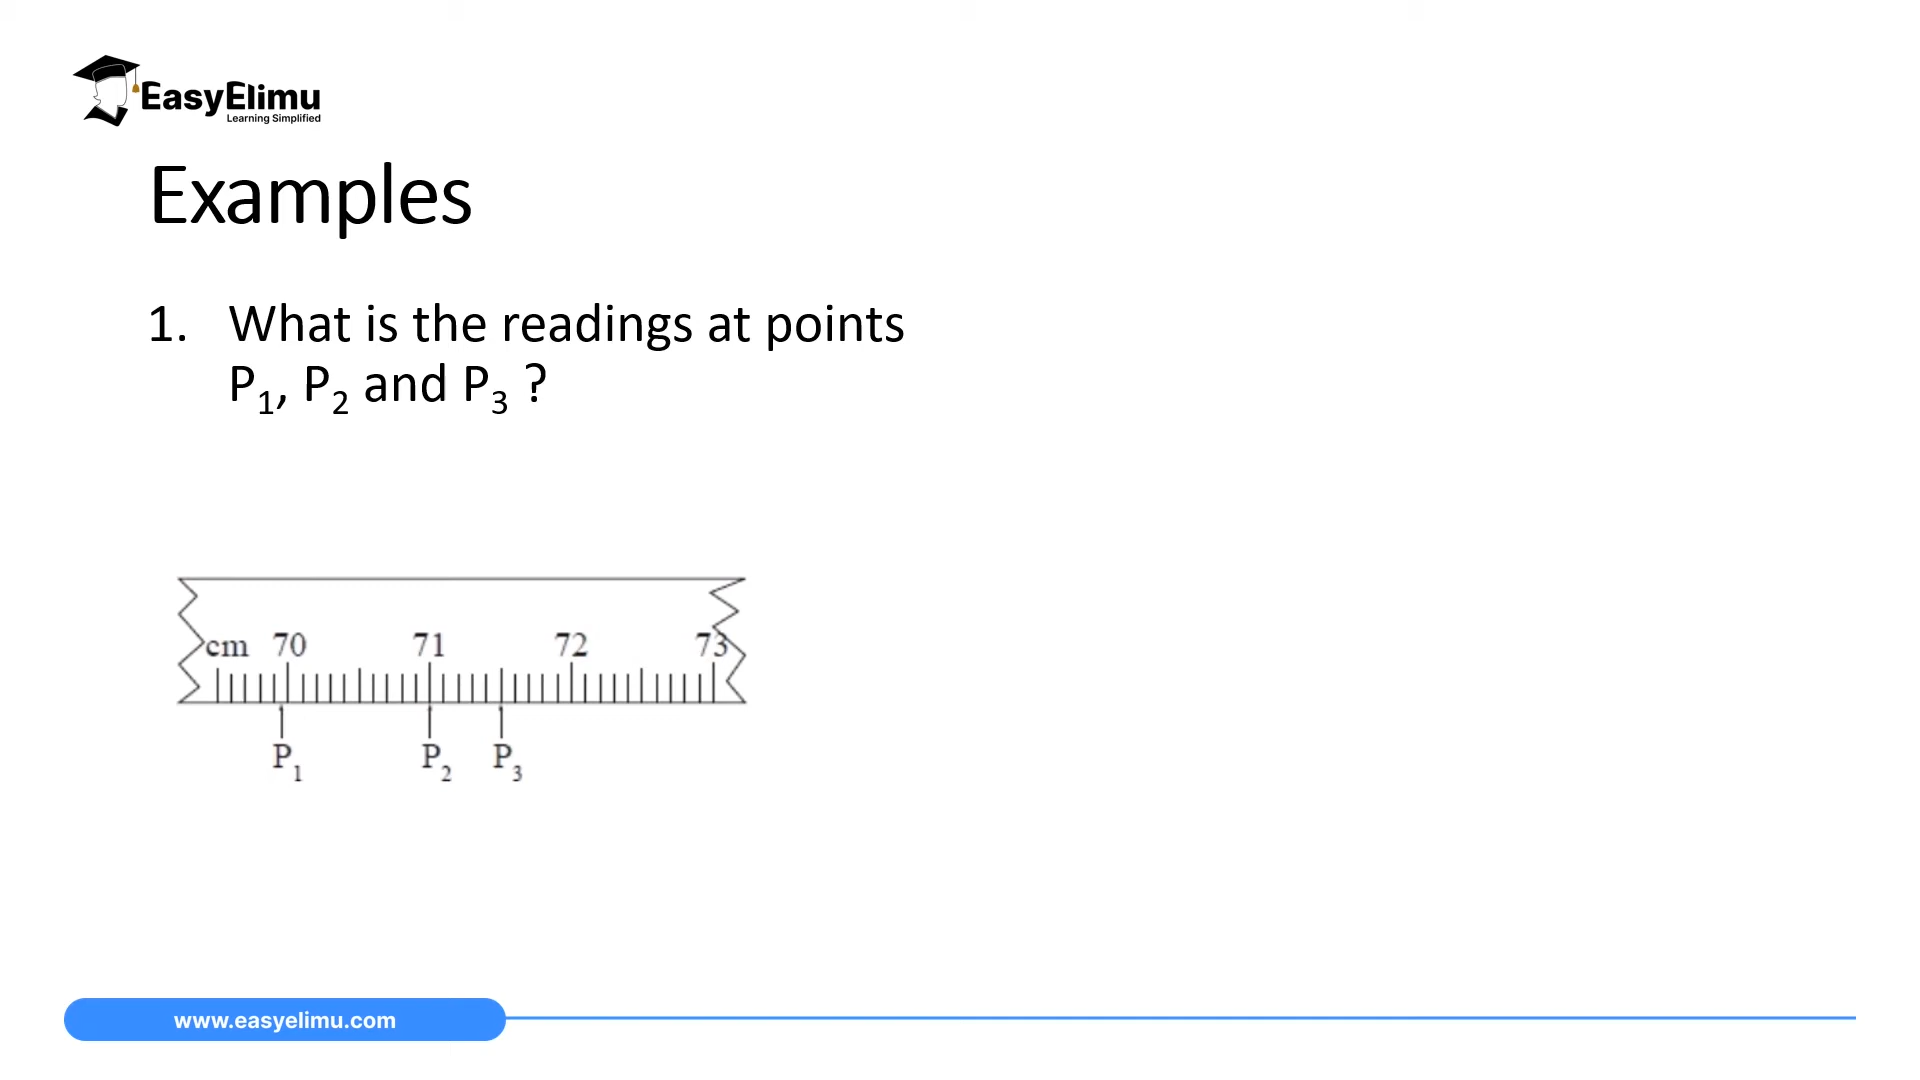 EasyElimu
Learning Simplified
Examples
1. What is the readings at points
P₁, P₂ and P₃ ?
cm 70 71 72 73
P₁ P₂ P₃
www.easyelimu.com